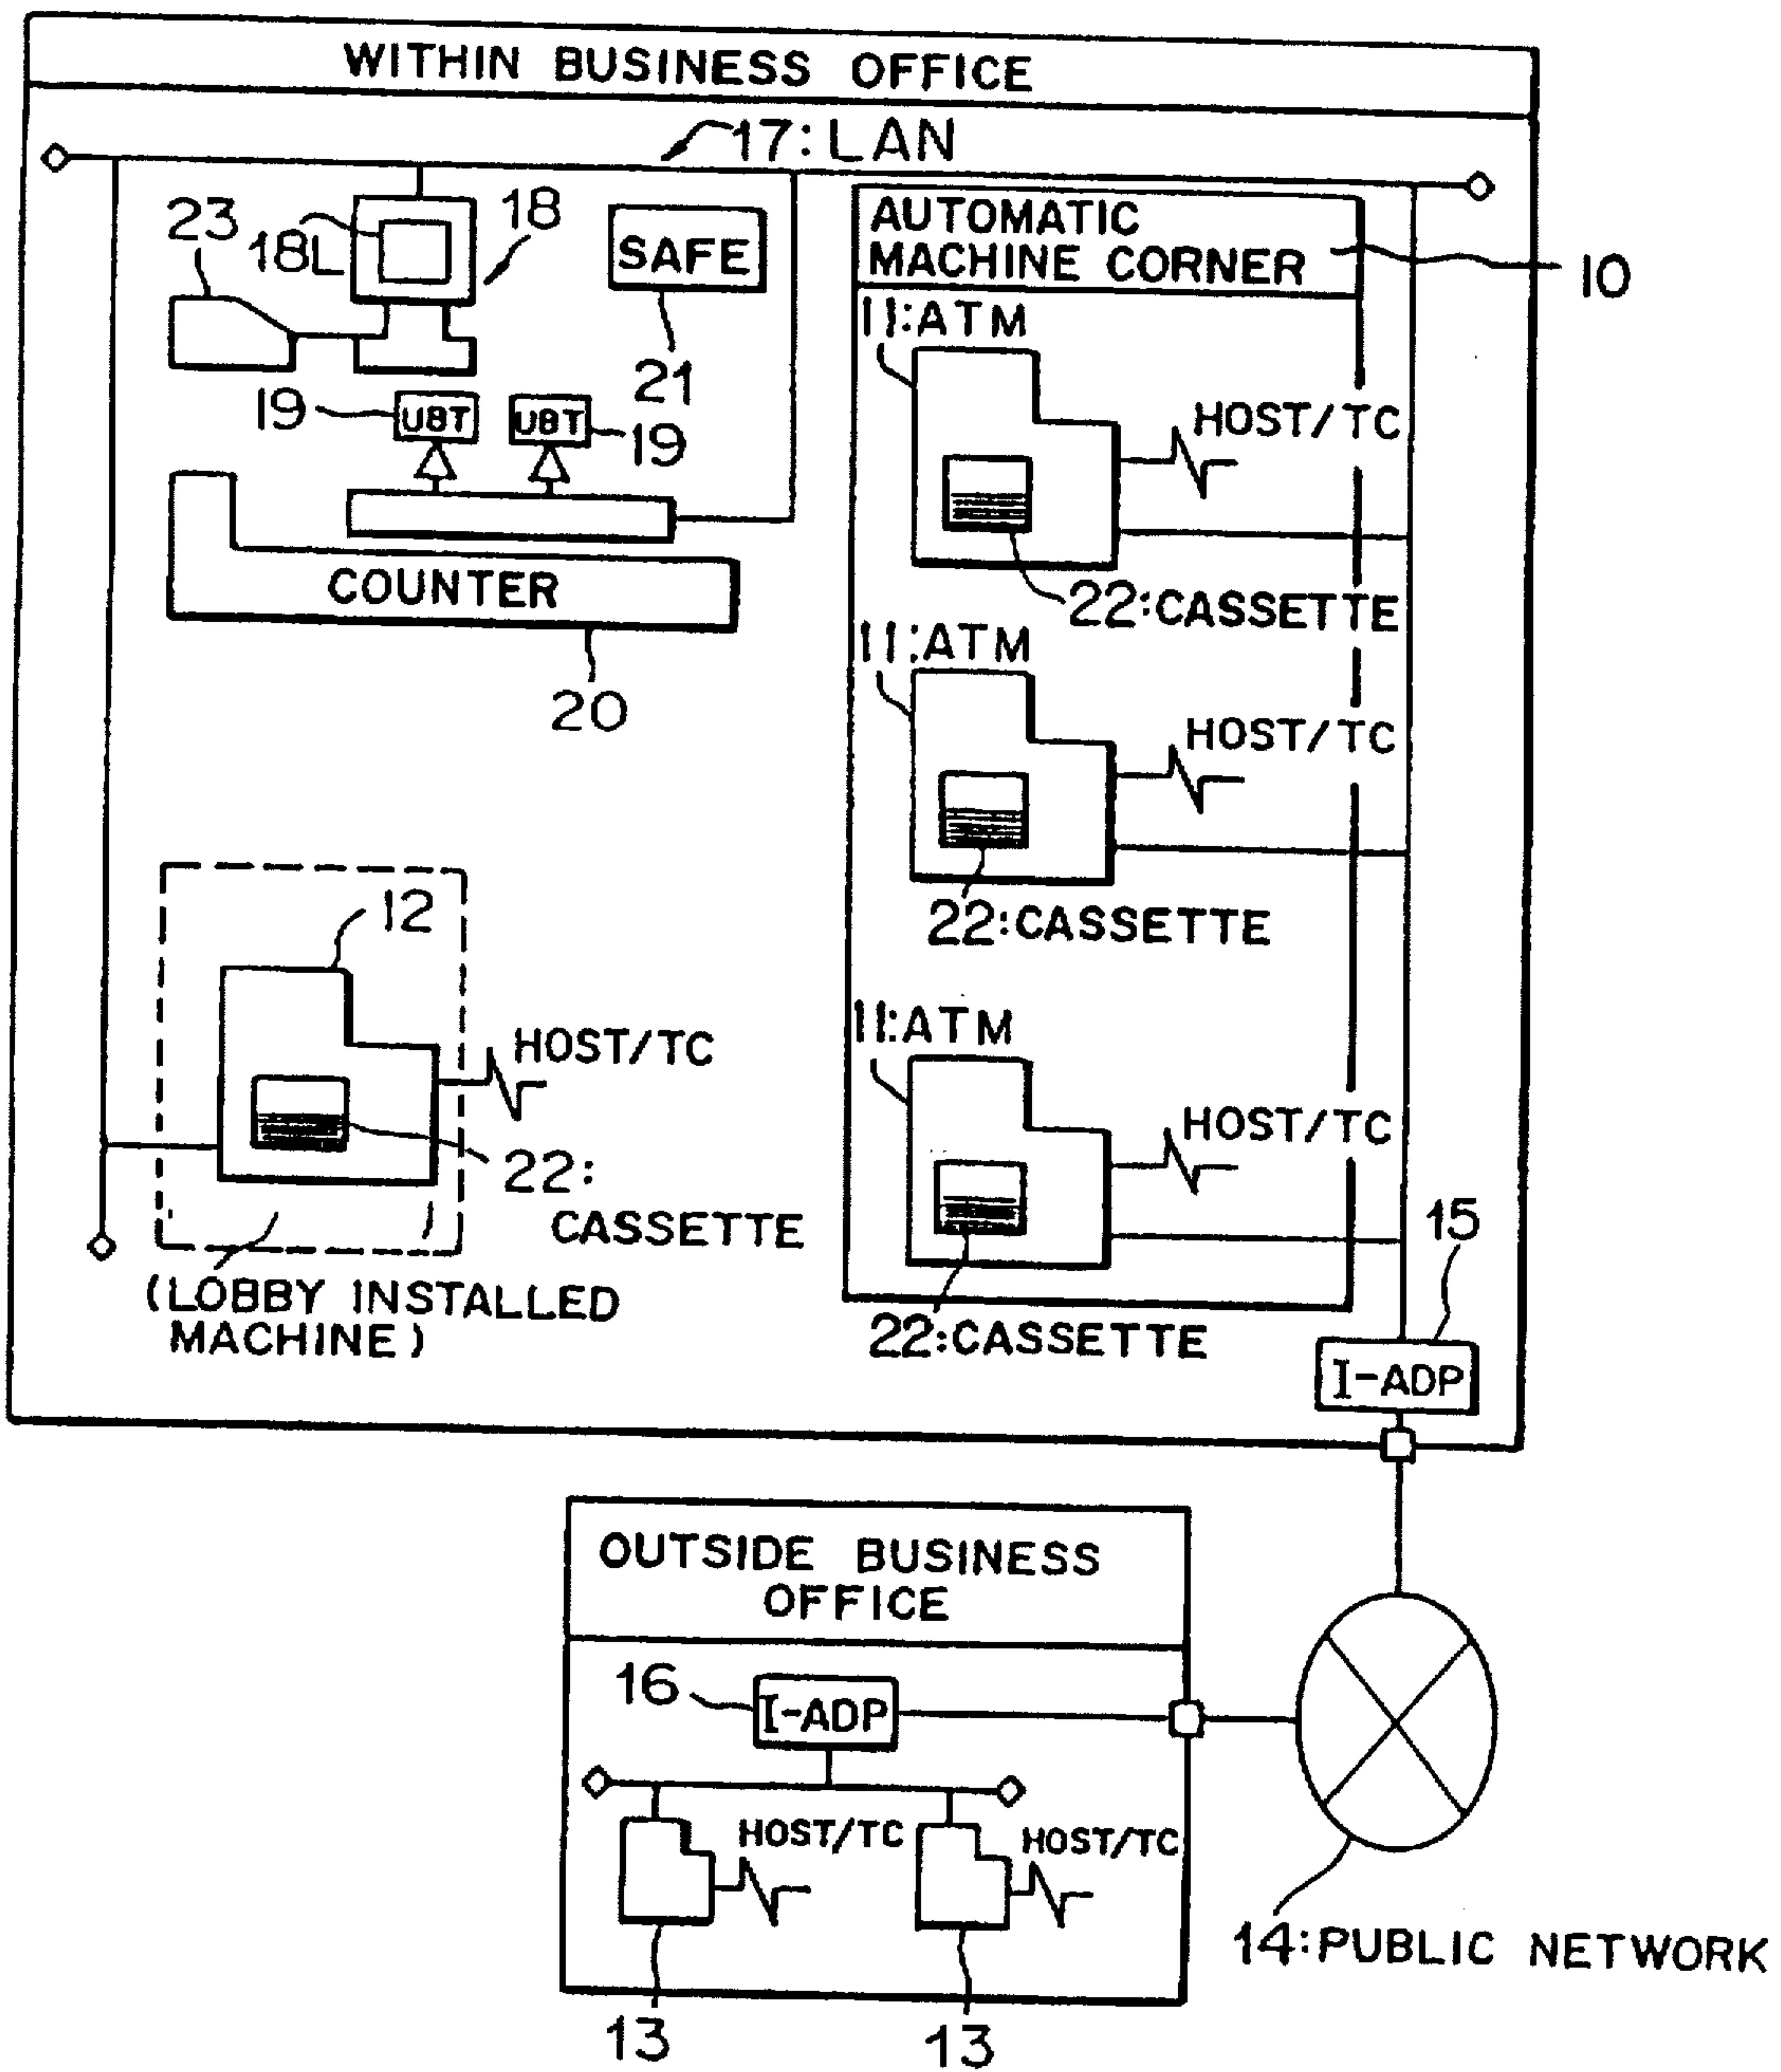 WITHIN BUSINESS OFFICE
17: LAN
23
18L
18
SAFE
21
AUTOMATIC
MACHINE CORNER
10
11:ATM
HOST/TC
19
UBT
UBT
19
22:CASSETTE
COUNTER
20
11:ATM
HOST/TC
22:CASSETTE
12
HOST/TC
22:
CASSETTE
(LOBBY INSTALLED
MACHINE)
11:ATM
HOST/TC
22:CASSETTE
15
I-ADP
OUTSIDE BUSINESS
OFFICE
16
I-ADP
HOST/TC
HOST/TC
13
13
14:PUBLIC NETWORK